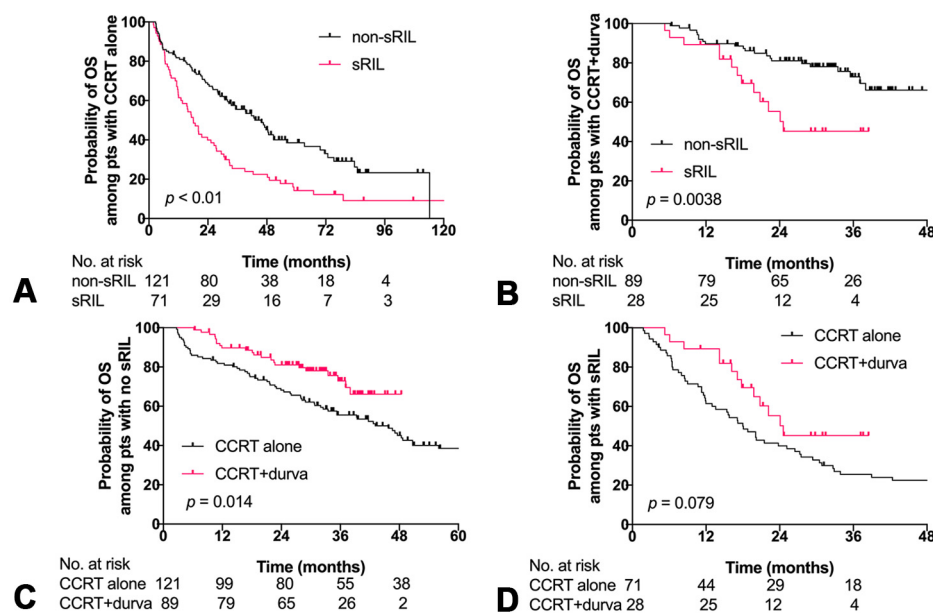 Probability of OS
among pts with CCRT alone
100
80
60
40
20
0
non-sRIL
sRIL
p < 0.01
0 24 48 72 96 120
Time (months)
No. at risk
non-sRIL 121 80 38 18 4
sRIL 71 29 16 7 3
A
Probability of OS
among pts with CCRT+durva
100
80
60
40
20
0
non-sRIL
sRIL
p = 0.0038
0 12 24 36 48
Time (months)
No. at risk
non-sRIL 89 79 65 26
sRIL 28 25 12 4
B
Probability of OS
among pts with no sRIL
100
80
60
40
20
0
CCRT alone
CCRT+durva
p = 0.014
0 12 24 36 48 60
Time (months)
No. at risk
CCRT alone 121 99 80 55 38
CCRT+durva 89 79 65 26 2
C
Probability of OS
among pts with sRIL
100
80
60
40
20
0
CCRT alone
CCRT+durva
p = 0.079
0 12 24 36 48
Time (months)
No. at risk
CCRT alone 71 44 29 18
CCRT+durva 28 25 12 4
D